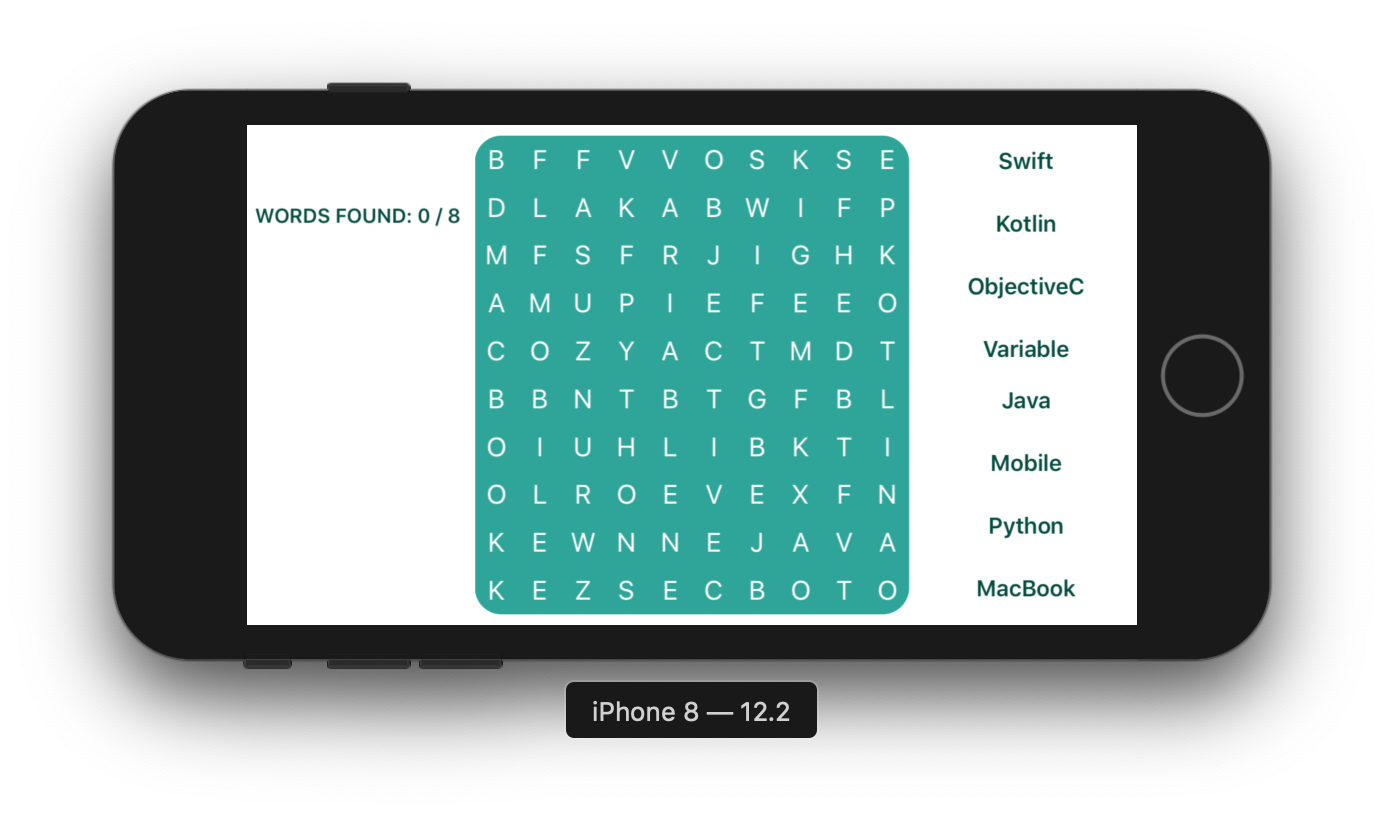 WORDS FOUND: 0 / 8
B F F V V O S K S E
D L A K A B W I F P
M F S F R J I G H K
A M U P I E F E E O
C O Z Y A C T M D T
B B N T B T G F B L
O I U H L I B K T I
O L R O E V E X F N
K E W N N E J A V A
K E Z S E C B O T O
Swift
Kotlin
ObjectiveC
Variable
Java
Mobile
Python
MacBook
iPhone 8 — 12.2